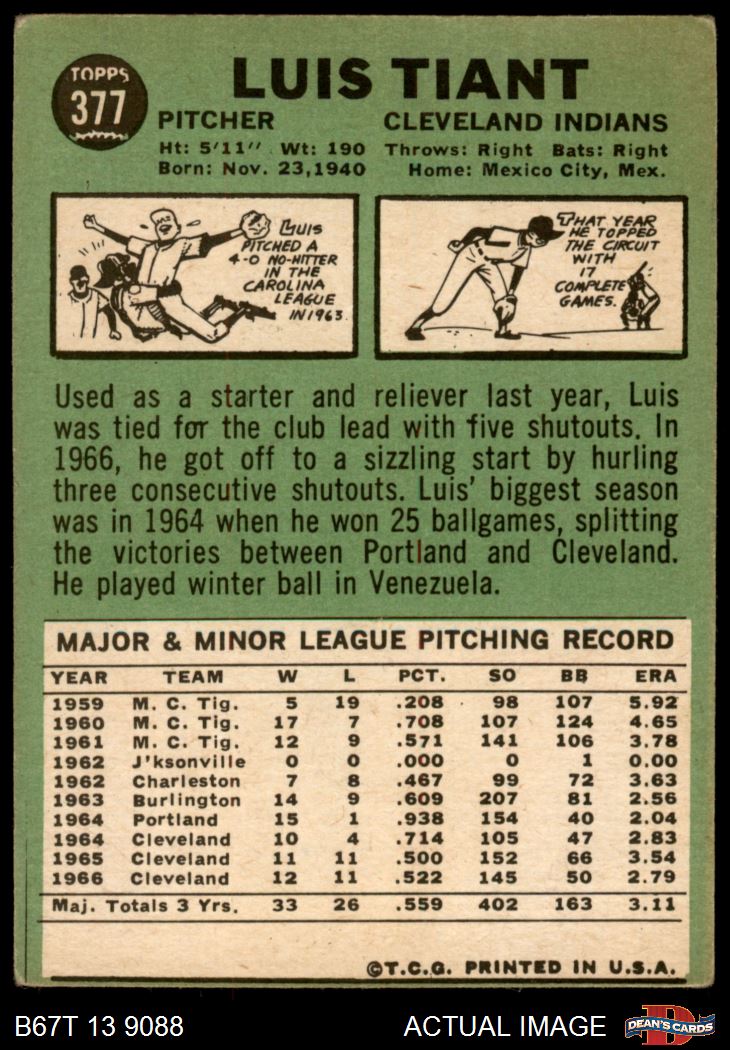 TOPPS
377
LUIS TIANT
PITCHER CLEVELAND INDIANS
Ht: 5'11" Wt: 190 Throws: Right Bats: Right
Born: Nov. 23,1940 Home: Mexico City, Mex.
LUIS
PITCHED A
4-0 NO-HITTER
IN THE
CAROLINA
LEAGUE
IN 1963.
THAT YEAR
HE TOPPED
THE CIRCUIT
WITH
17
COMPLETE
GAMES.
Used as a starter and reliever last year, Luis
was tied for the club lead with five shutouts. In
1966, he got off to a sizzling start by hurling
three consecutive shutouts. Luis' biggest season
was in 1964 when he won 25 ballgames, splitting
the victories between Portland and Cleveland.
He played winter ball in Venezuela.
MAJOR & MINOR LEAGUE PITCHING RECORD
YEAR TEAM W L PCT. SO BB ERA
1959 M. C. Tig. 5 19 .208 98 107 5.92
1960 M. C. Tig. 17 7 .708 107 124 4.65
1961 M. C. Tig. 12 9 .571 141 106 3.78
1962 J'ksonville 0 0 .000 0 1 0.00
1962 Charleston 7 8 .467 99 72 3.63
1963 Burlington 14 9 .609 207 81 2.56
1964 Portland 15 1 .938 154 40 2.04
1964 Cleveland 10 4 .714 105 47 2.83
1965 Cleveland 11 11 .500 152 66 3.54
1966 Cleveland 12 11 .522 145 50 2.79
Maj. Totals 3 Yrs. 33 26 .559 402 163 3.11
©T.C.G. PRINTED IN U.S.A.
B67T 13 9088 ACTUAL IMAGE
D
DEAN'S CARDS